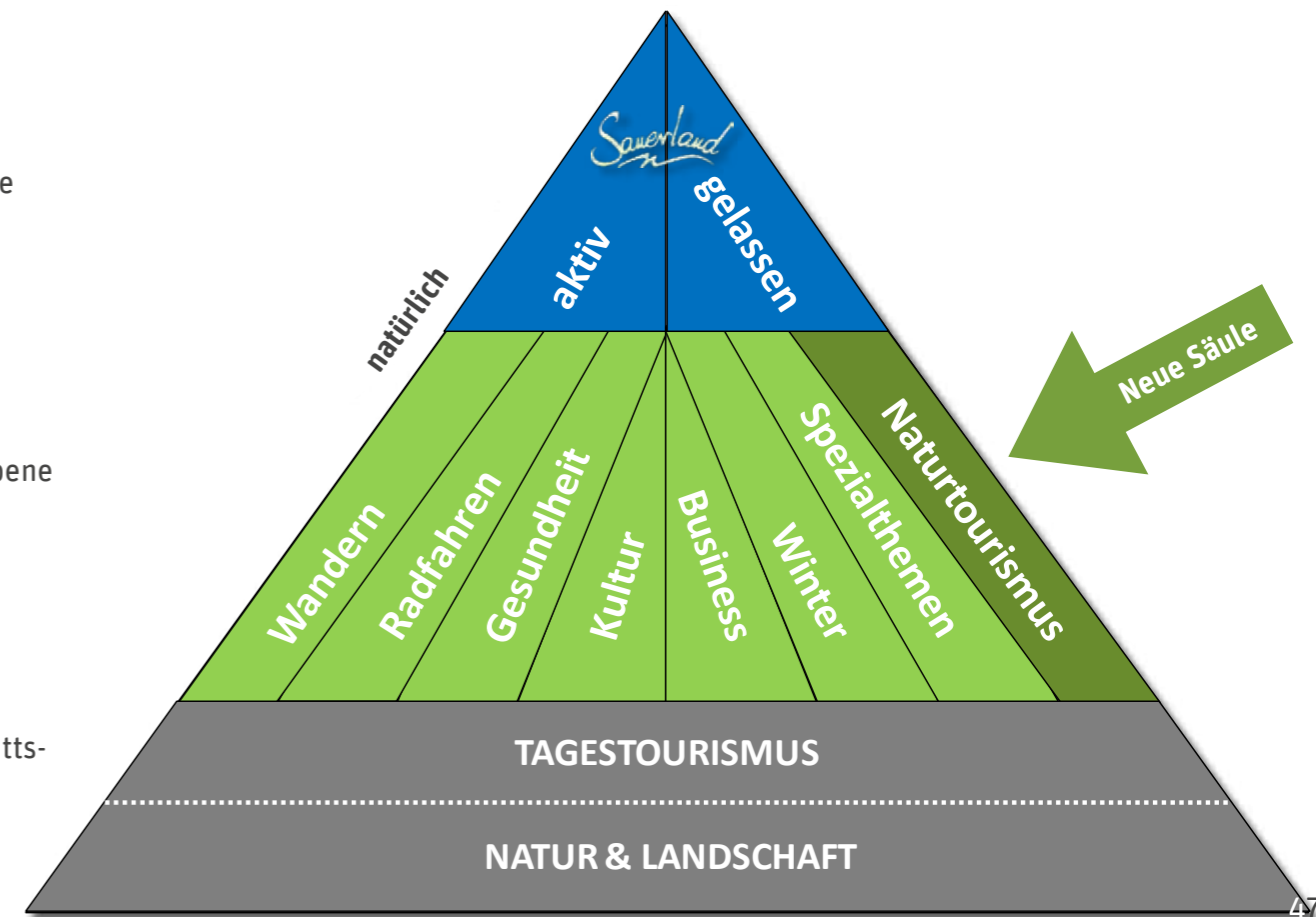 Sauerland
e
natürlich
aktiv
gelassen
Neue Säule
bene
Wandern
Radfahren
Gesundheit
Kultur
Business
Winter
Spezialthemen
Naturtourismus
tts-
TAGESTOURISMUS
NATUR & LANDSCHAFT
47